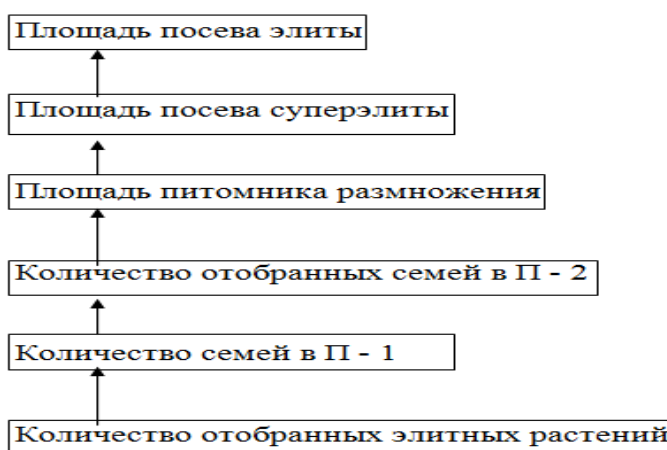 Площадь посева элиты
Площадь посева суперэлиты
Площадь питомника размножения
Количество отобранных семей в П - 2
Количество семей в П - 1
Количество отобранных элитных растений